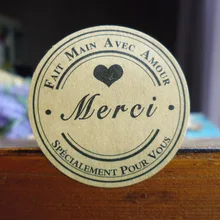 Fait Main Avec Amour
Merci
Spécialement Pour Vous